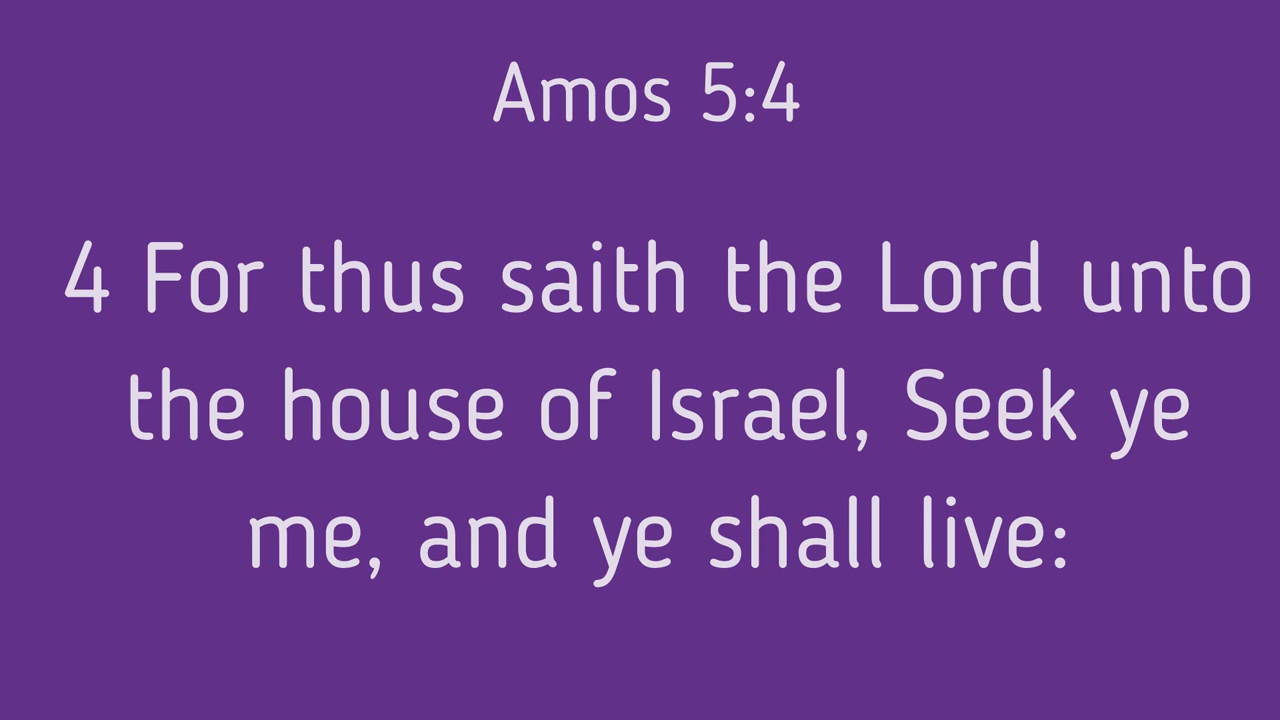 Amos 5:4
4 For thus saith the Lord unto
the house of Israel, Seek ye
me, and ye shall live: